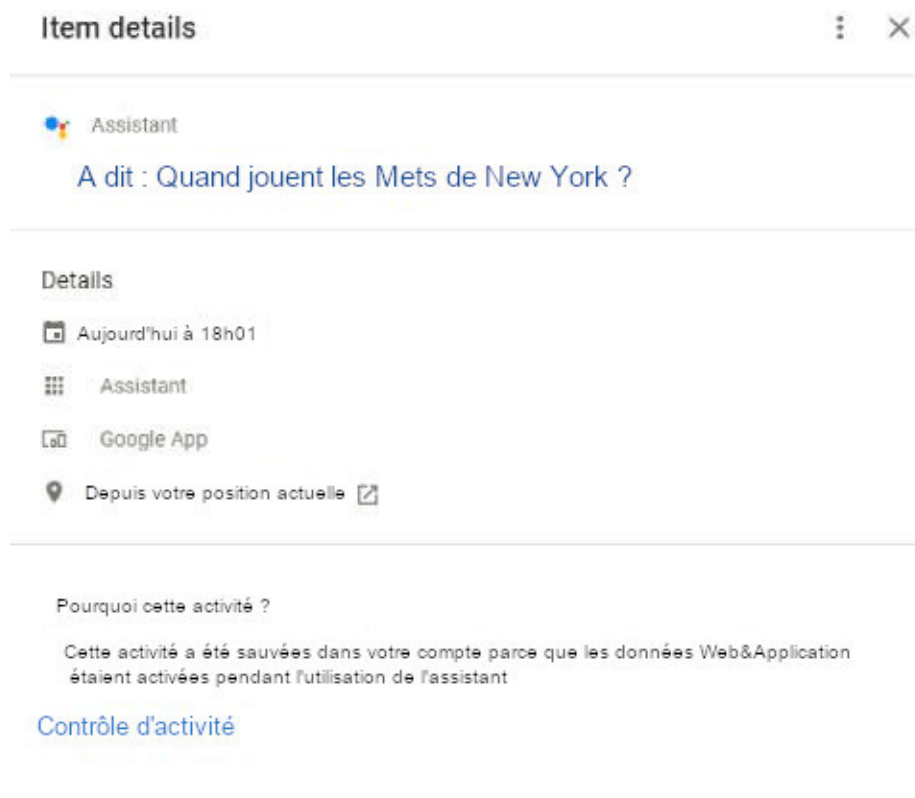 Item details
Assistant
A dit : Quand jouent les Mets de New York ?
Details
Aujourd'hui à 18h01
Assistant
Google App
Depuis votre position actuelle
Pourquoi cette activité ?
Cette activité a été sauvées dans votre compte parce que les données Web&Application
étaient activées pendant l'utilisation de l'assistant
Contrôle d'activité